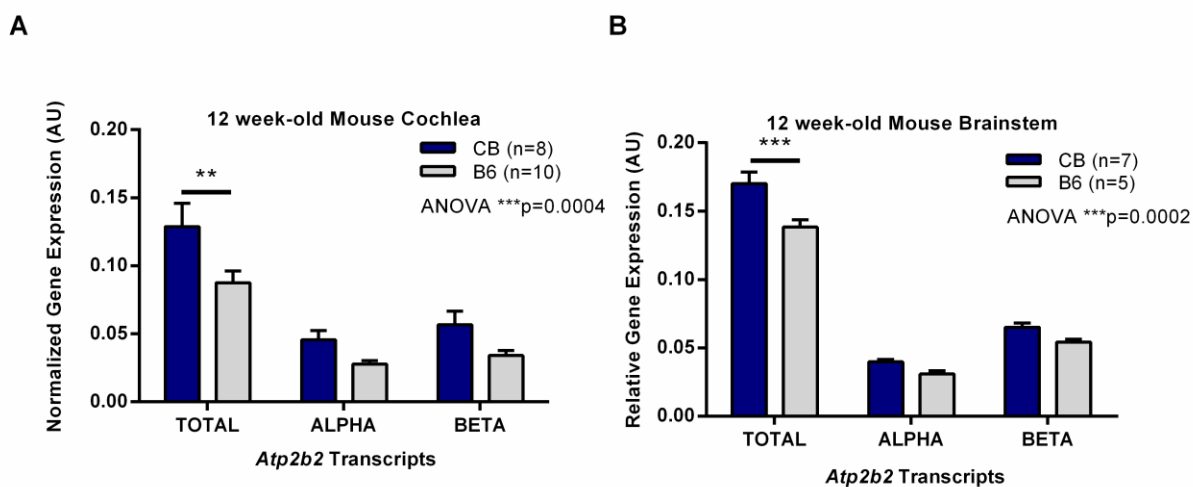 A
12 week-old Mouse Cochlea
Normalized Gene Expression (AU)
0.20
0.15
0.10
0.05
0.00
**
CB (n=8)
B6 (n=10)
ANOVA ***p=0.0004
TOTAL ALPHA BETA
Atp2b2 Transcripts
B
12 week-old Mouse Brainstem
Relative Gene Expression (AU)
0.20
0.15
0.10
0.05
0.00
***
CB (n=7)
B6 (n=5)
ANOVA ***p=0.0002
TOTAL ALPHA BETA
Atp2b2 Transcripts